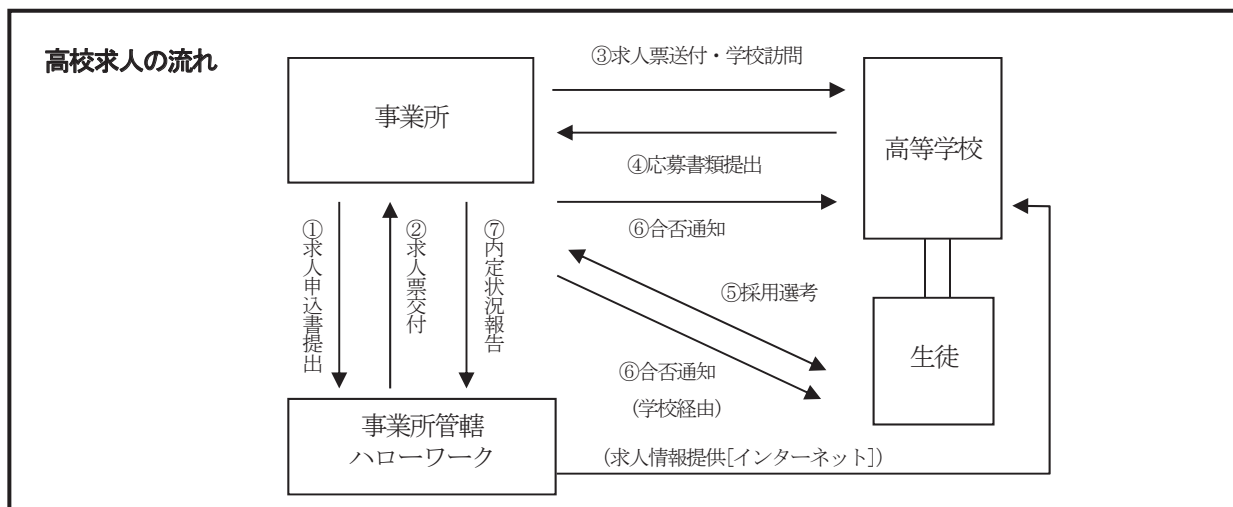 高校求人の流れ
③求人票送付・学校訪問
事業所
高等学校
④応募書類提出
⑥合否通知
①求人申込書提出
②求人票交付
⑦内定状況報告
⑤採用選考
生徒
⑥合否通知
(学校経由)
事業所管轄
ハローワーク
(求人情報提供[インターネット])